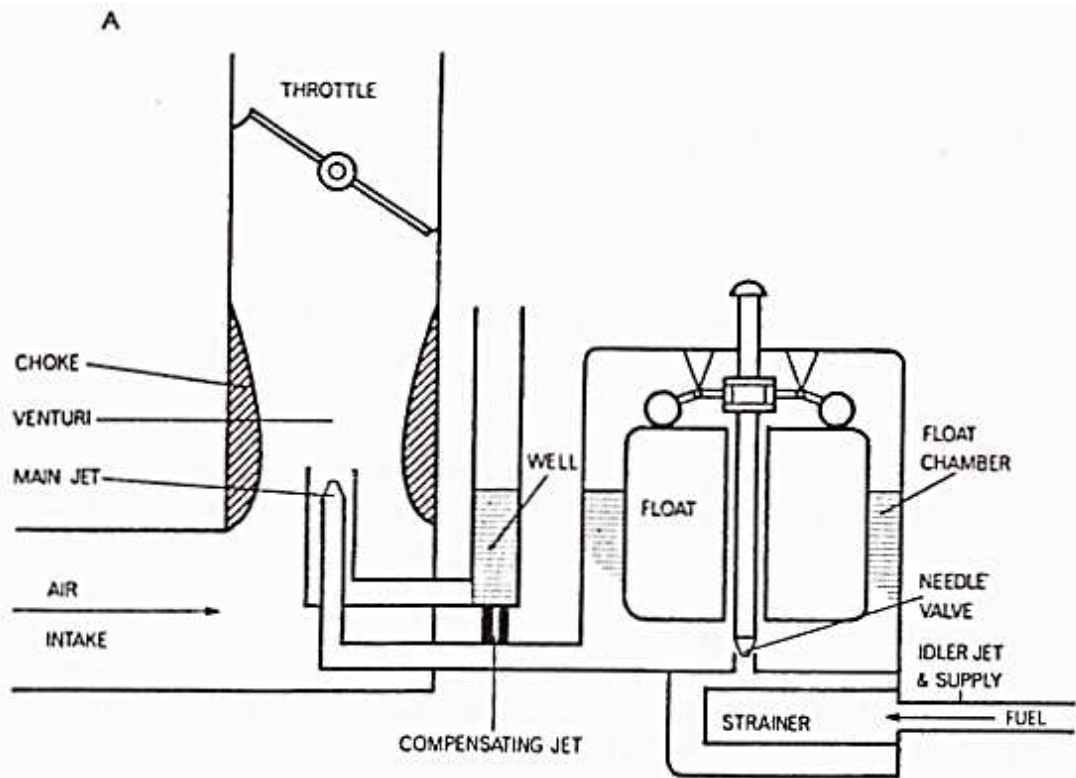 A
THROTTLE
CHOKE
VENTURI
MAIN JET
WELL
FLOAT
FLOAT
CHAMBER
AIR
INTAKE
NEEDLE
VALVE
IDLER JET
& SUPPLY
STRAINER
FUEL
COMPENSATING JET